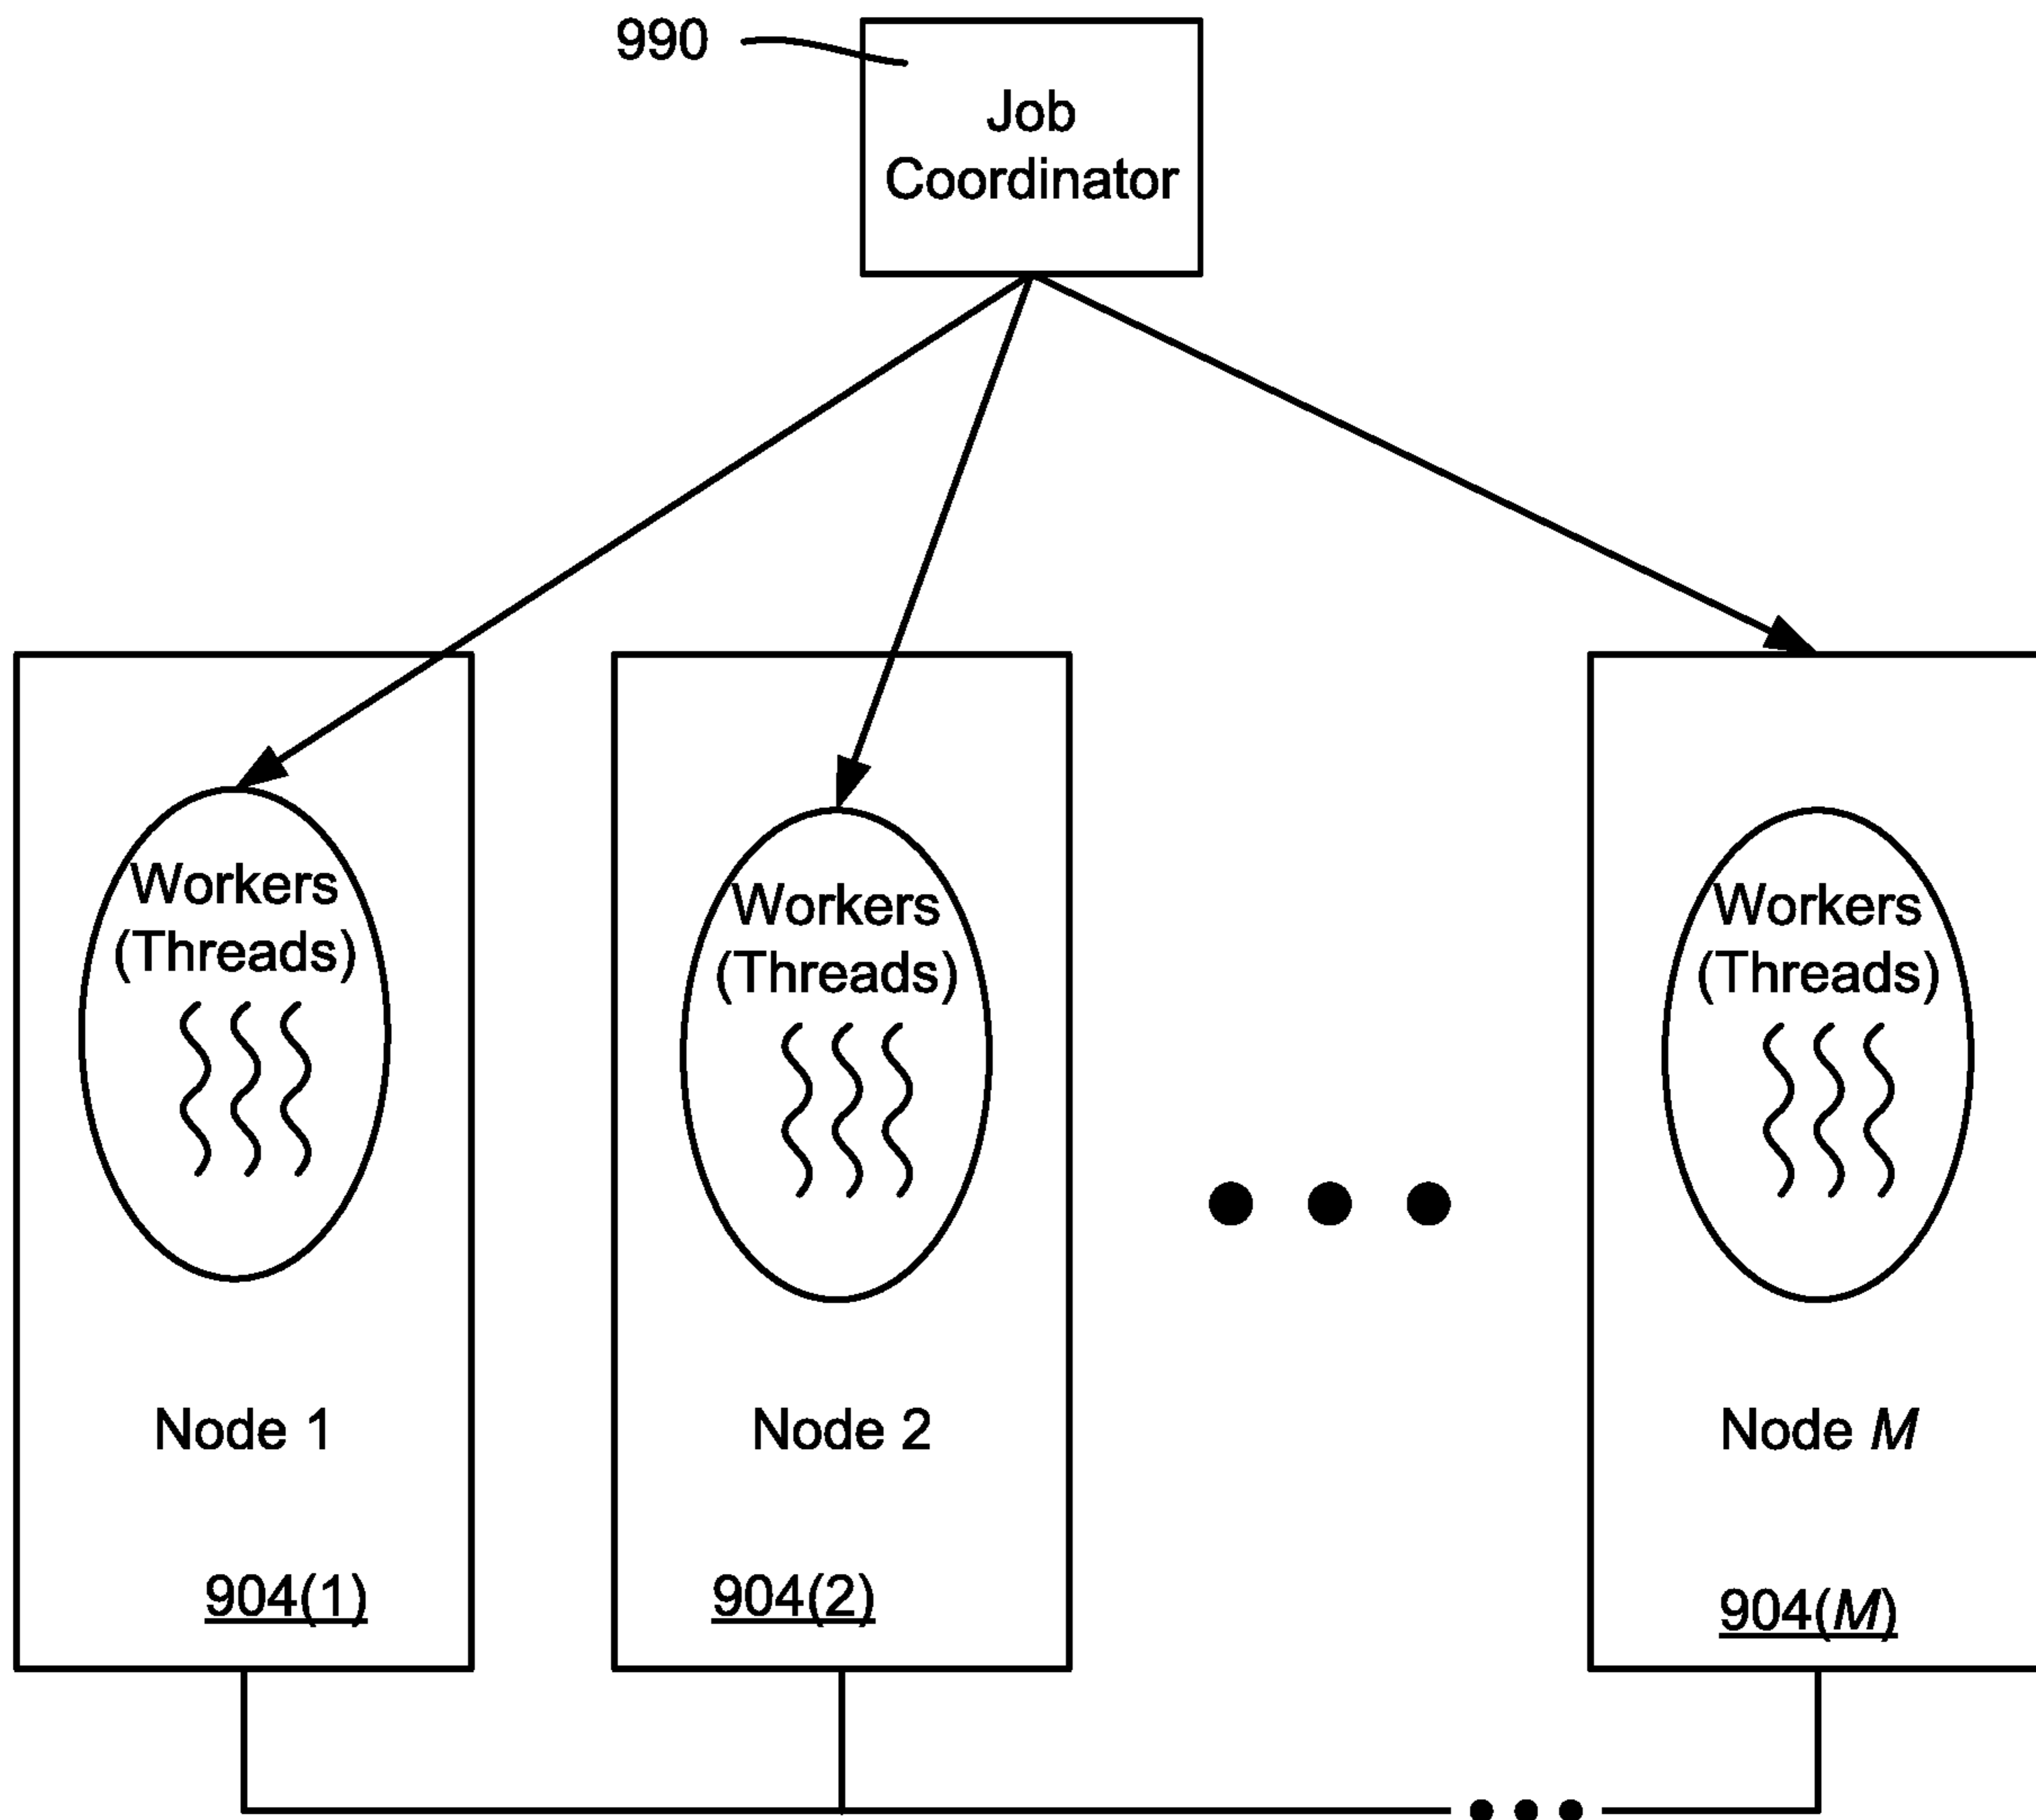 990
Job
Coordinator
Workers
(Threads)
Node 1
904(1)
Workers
(Threads)
Node 2
904(2)
Workers
(Threads)
Node M
904(M)